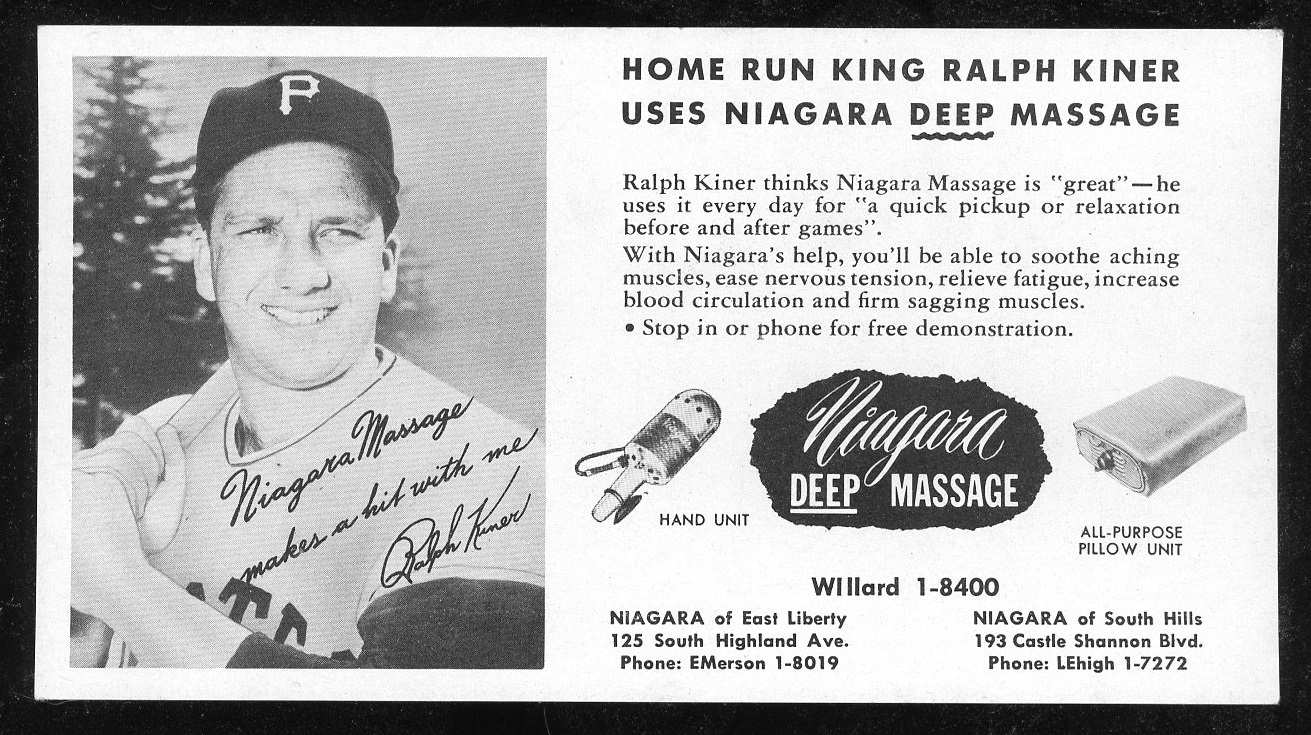 P
Niagara Massage
makes a hit with me
Ralph Kiner
ATES
HOME RUN KING RALPH KINER
USES NIAGARA DEEP MASSAGE
Ralph Kiner thinks Niagara Massage is "great"—he
uses it every day for "a quick pickup or relaxation
before and after games".
With Niagara's help, you'll be able to soothe aching
muscles, ease nervous tension, relieve fatigue, increase
blood circulation and firm sagging muscles.
• Stop in or phone for free demonstration.
Niagara
DEEP MASSAGE
HAND UNIT
ALL-PURPOSE
PILLOW UNIT
WIllard 1-8400
NIAGARA of East Liberty
125 South Highland Ave.
Phone: EMerson 1-8019
NIAGARA of South Hills
193 Castle Shannon Blvd.
Phone: LEhigh 1-7272